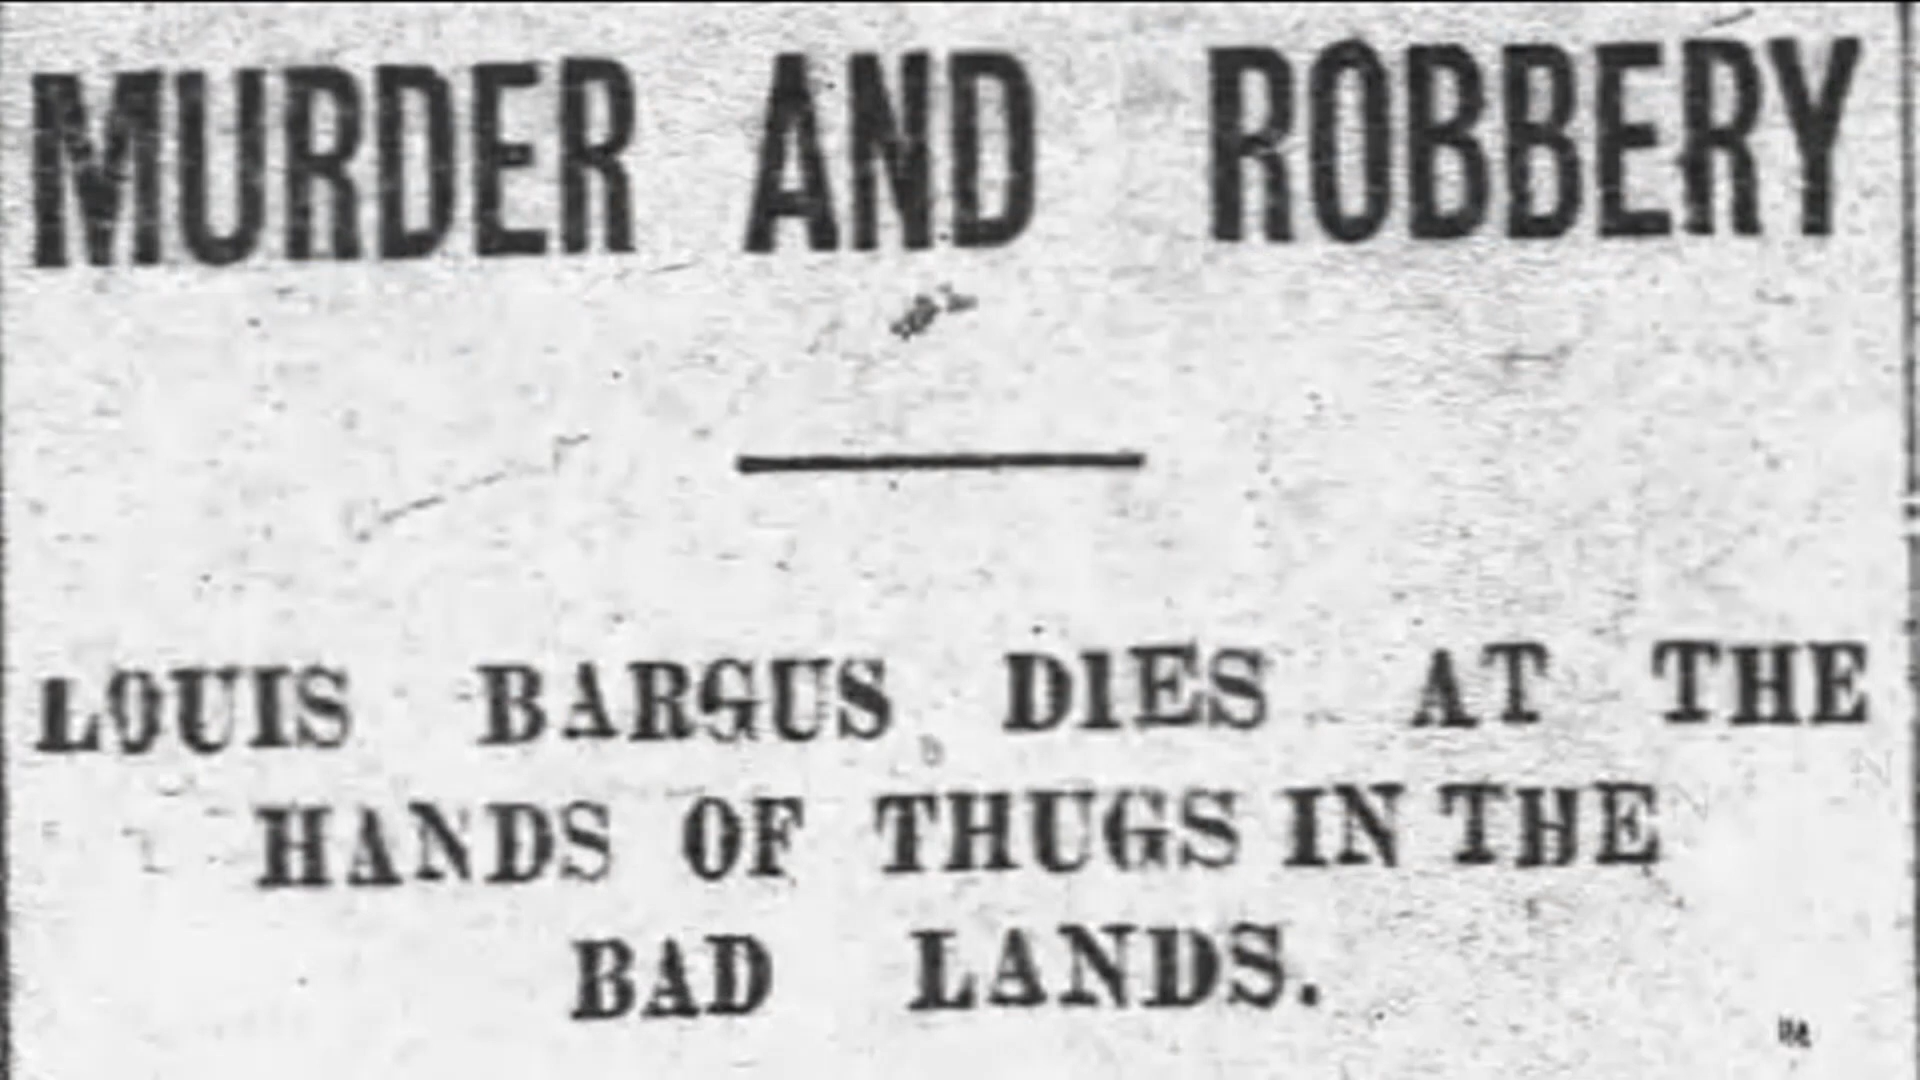 MURDER AND ROBBERY
LOUIS BARGUS DIES AT THE
HANDS OF THUGS IN THE
BAD LANDS.